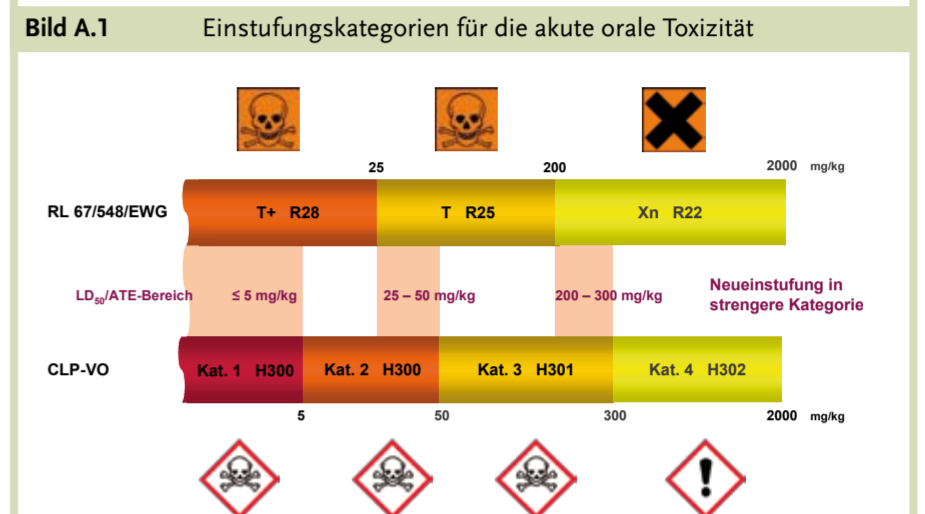 Bild A.1 Einstufungskategorien für die akute orale Toxizität
25 200 2000 mg/kg
RL 67/548/EWG T+ R28 T R25 Xn R22
LD₅₀/ATE-Bereich ≤ 5 mg/kg 25 – 50 mg/kg 200 – 300 mg/kg Neueinstufung in
strengere Kategorie
CLP-VO Kat. 1 H300 Kat. 2 H300 Kat. 3 H301 Kat. 4 H302
5 50 300 2000 mg/kg